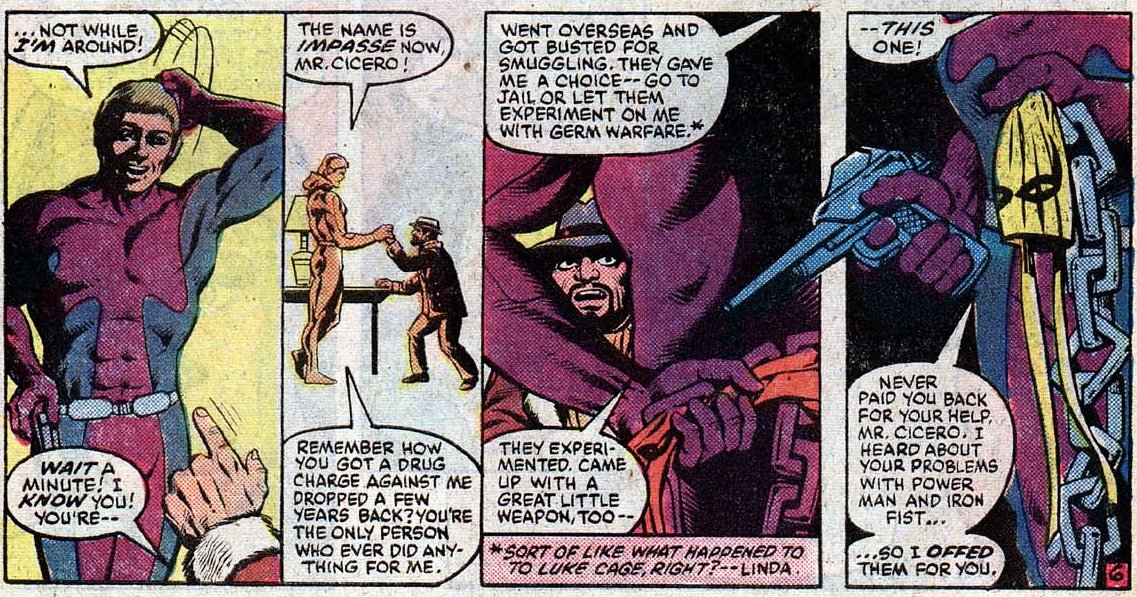 ...NOT WHILE
I'M AROUND!
WAIT A
MINUTE! I
KNOW YOU!
YOU'RE--
THE NAME IS
IMPASSE NOW,
MR. CICERO!
REMEMBER HOW
YOU GOT A DRUG
CHARGE AGAINST ME
DROPPED A FEW
YEARS BACK? YOU'RE
THE ONLY PERSON
WHO EVER DID ANY-
THING FOR ME.
WENT OVERSEAS AND
GOT BUSTED FOR
SMUGGLING. THEY GAVE
ME A CHOICE-- GO TO
JAIL OR LET THEM
EXPERIMENT ON ME
WITH GERM WARFARE.*
THEY EXPERI-
MENTED. CAME
UP WITH A
GREAT LITTLE
WEAPON, TOO--
*SORT OF LIKE WHAT HAPPENED TO
TO LUKE CAGE, RIGHT?--LINDA
--THIS
ONE!
NEVER
PAID YOU BACK
FOR YOUR HELP,
MR. CICERO. I
HEARD ABOUT
YOUR PROBLEMS
WITH POWER
MAN AND IRON
FIST...
...SO I OFFED
THEM FOR YOU.
6